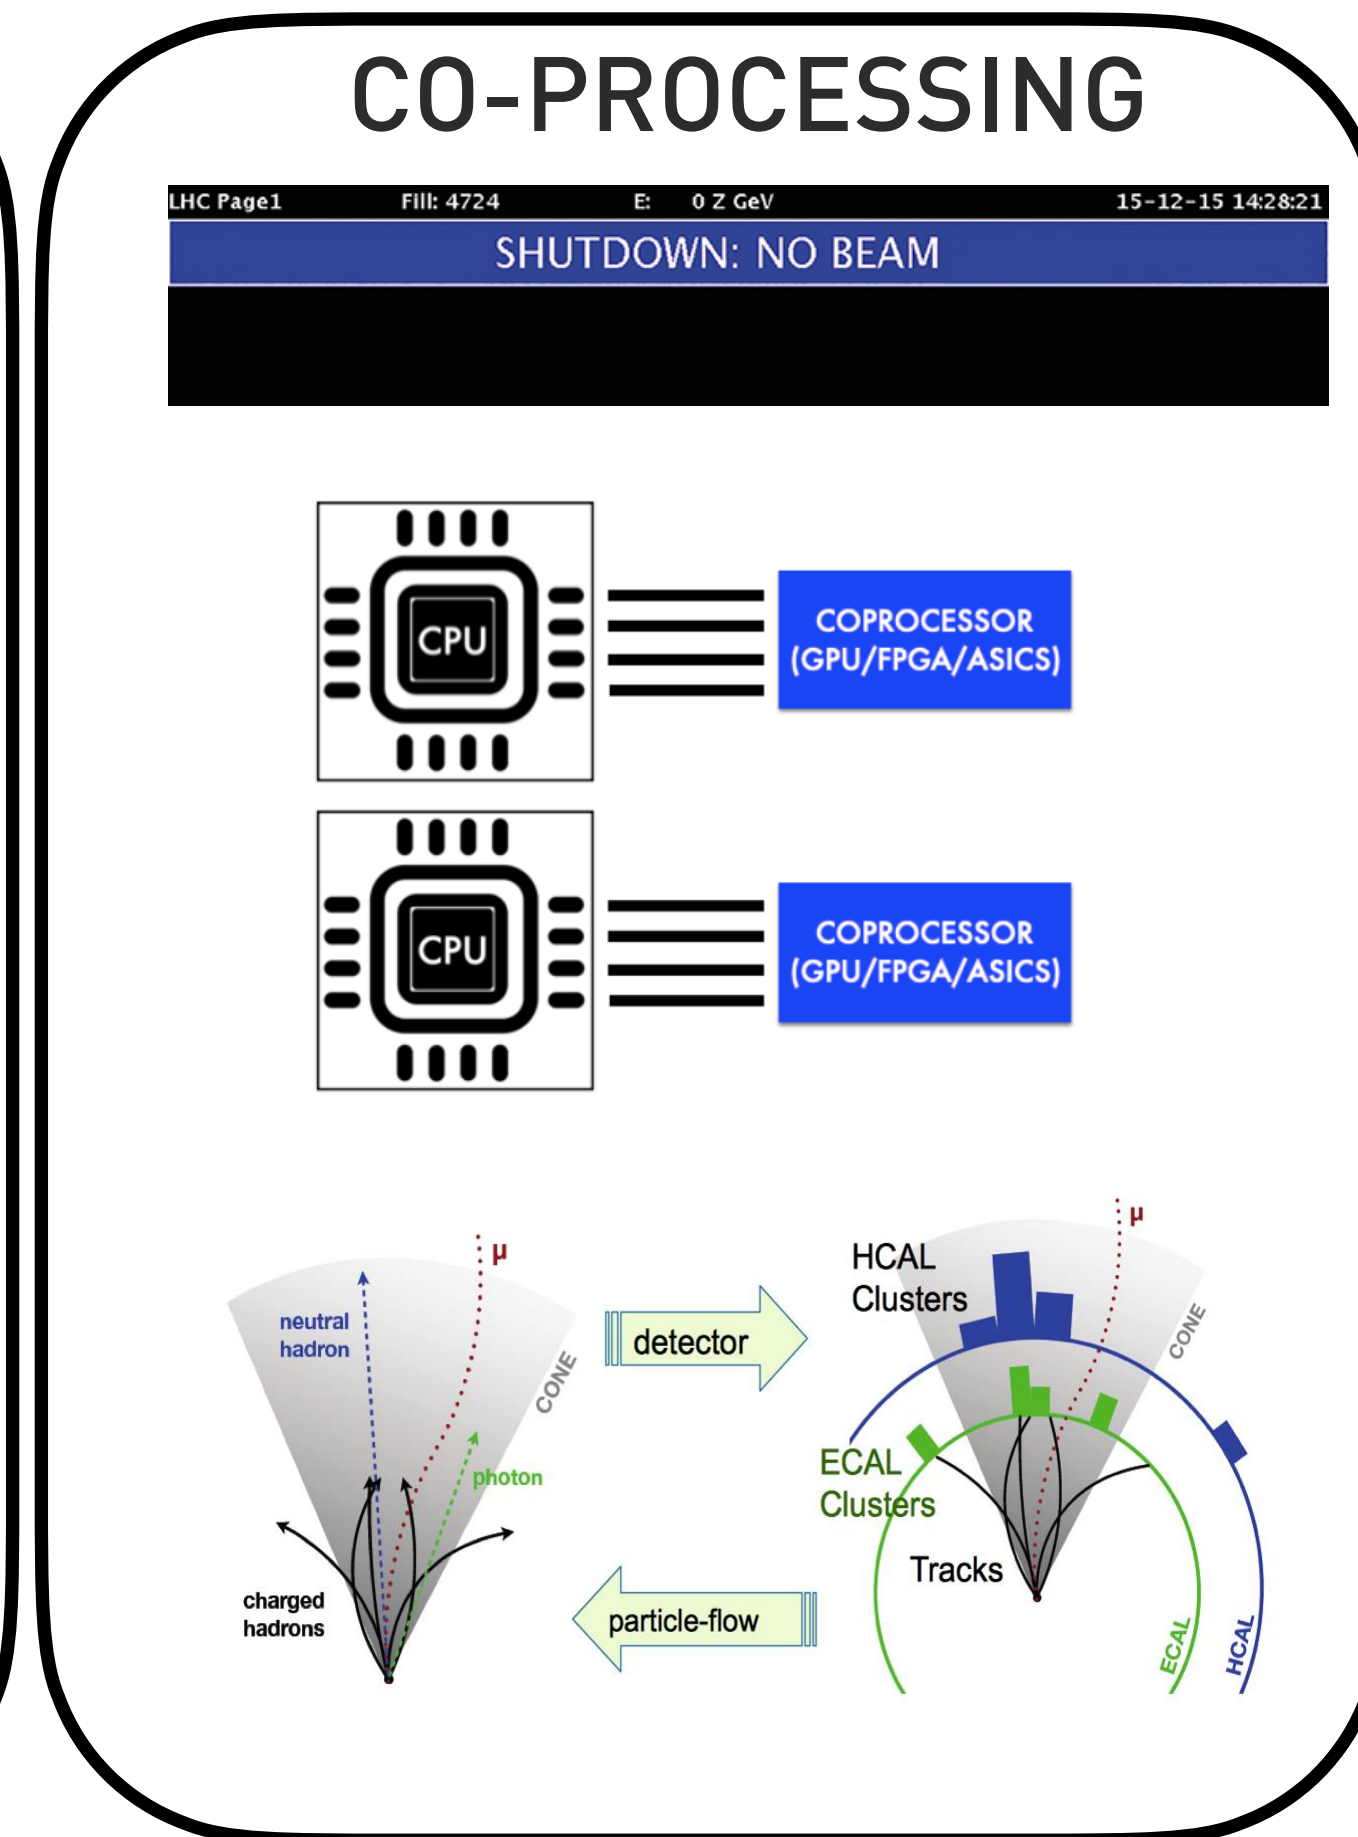 CO-PROCESSING
LHC Page1 Fill: 4724 E: 0 Z GeV 15-12-15 14:28:21
SHUTDOWN: NO BEAM
CPU
COPROCESSOR
(GPU/FPGA/ASICS)
CPU
COPROCESSOR
(GPU/FPGA/ASICS)
μ
neutral
hadron
CONE
photon
charged
hadrons
detector
particle-flow
μ
HCAL
Clusters
CONE
ECAL
Clusters
Tracks
ECAL
HCAL